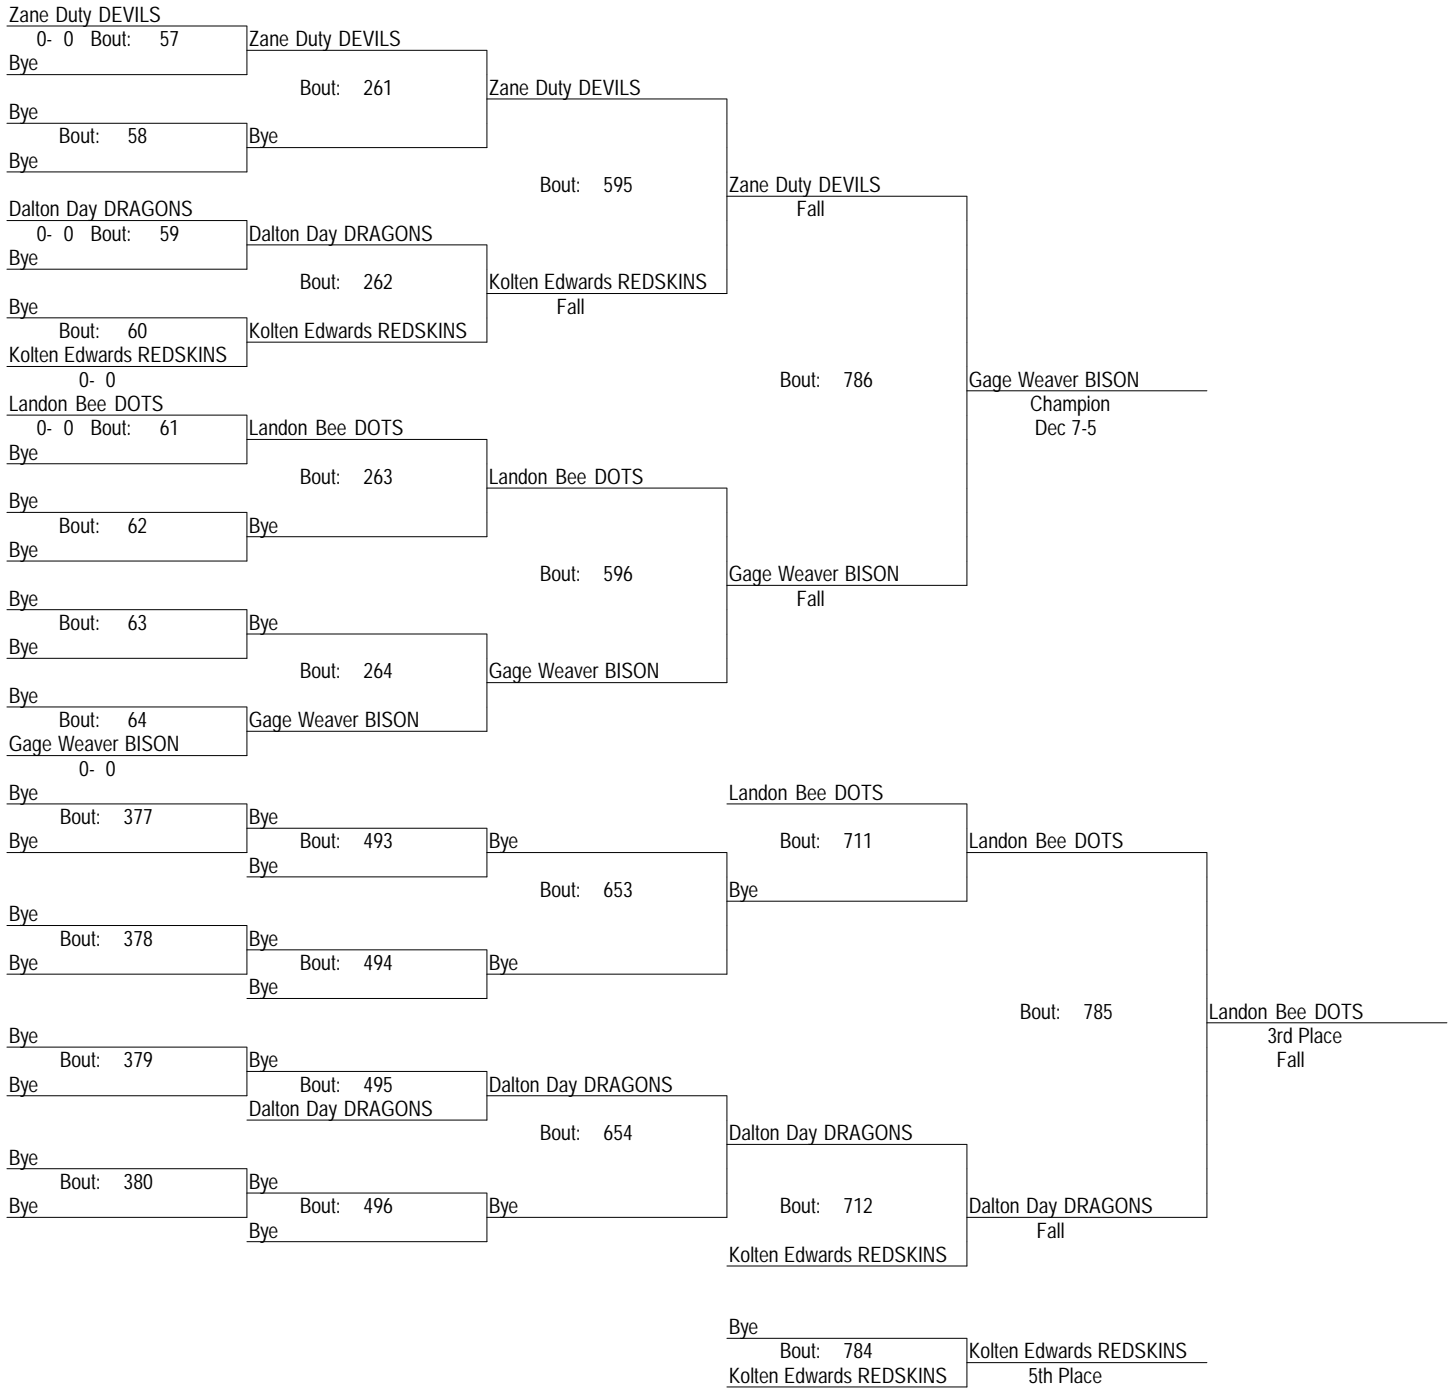 Zane Duty DEVILS
0- 0 Bout: 57 Zane Duty DEVILS
Bye
Bout: 261 Zane Duty DEVILS
Bye
Bout: 58 Bye
Bye
Bout: 595 Zane Duty DEVILS
Dalton Day DRAGONS Fall
0- 0 Bout: 59 Dalton Day DRAGONS
Bye
Bout: 262 Kolten Edwards REDSKINS
Bye Fall
Bout: 60 Kolten Edwards REDSKINS
Kolten Edwards REDSKINS
0- 0 Bout: 786 Gage Weaver BISON
Landon Bee DOTS Champion
0- 0 Bout: 61 Landon Bee DOTS Dec 7-5
Bye
Bout: 263 Landon Bee DOTS
Bye
Bout: 62 Bye
Bye
Bout: 596 Gage Weaver BISON
Bye Fall
Bout: 63 Bye
Bye
Bout: 264 Gage Weaver BISON
Bye
Bout: 64 Gage Weaver BISON
Gage Weaver BISON
0- 0
Bye Landon Bee DOTS
Bout: 377 Bye
Bye Bout: 493 Bye Bout: 711 Landon Bee DOTS
Bye
Bout: 653 Bye
Bye
Bout: 378 Bye
Bye Bout: 494 Bye
Bye
Bout: 785 Landon Bee DOTS
Bye 3rd Place
Bout: 379 Bye Fall
Bye Bout: 495 Dalton Day DRAGONS
Dalton Day DRAGONS
Bout: 654 Dalton Day DRAGONS
Bye
Bout: 380 Bye
Bye Bout: 496 Bye Bout: 712 Dalton Day DRAGONS
Bye Fall
Kolten Edwards REDSKINS
Bye
Bout: 784 Kolten Edwards REDSKINS
Kolten Edwards REDSKINS 5th Place